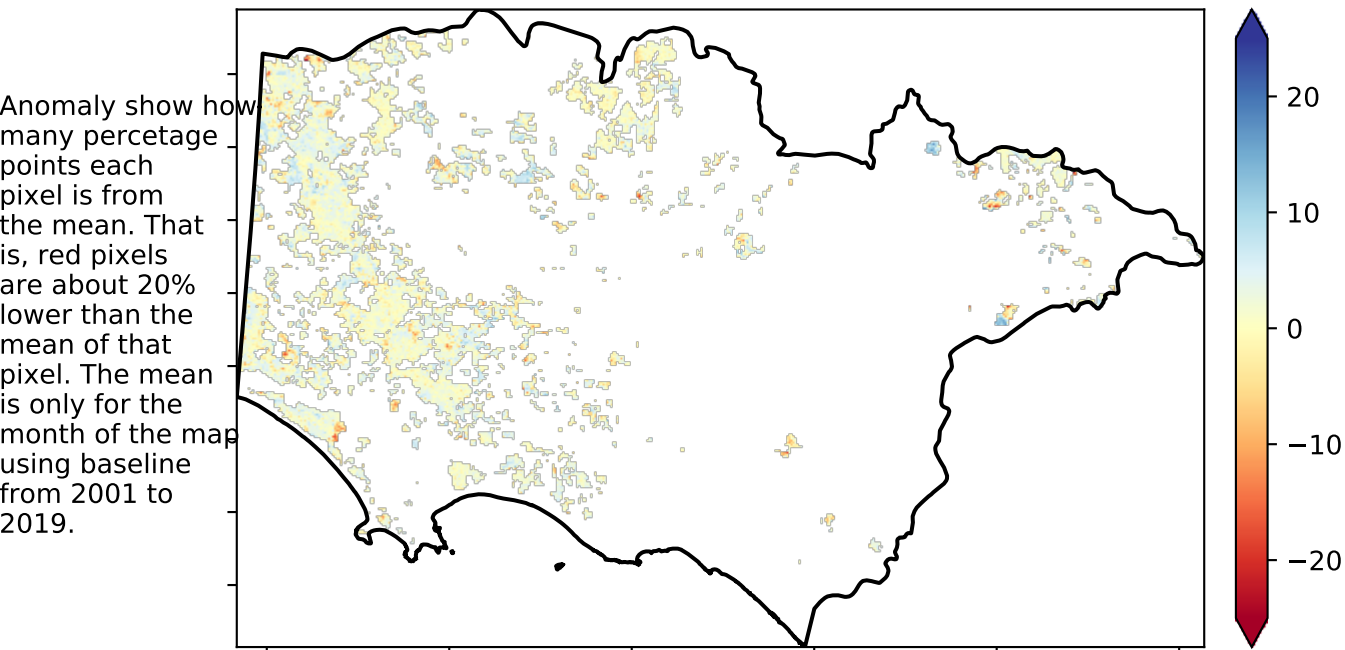 Anomaly show how
many percetage
points each
pixel is from
the mean. That
is, red pixels
are about 20%
lower than the
mean of that
pixel. The mean
is only for the
month of the map
using baseline
from 2001 to
2019.
20
10
0
−10
−20